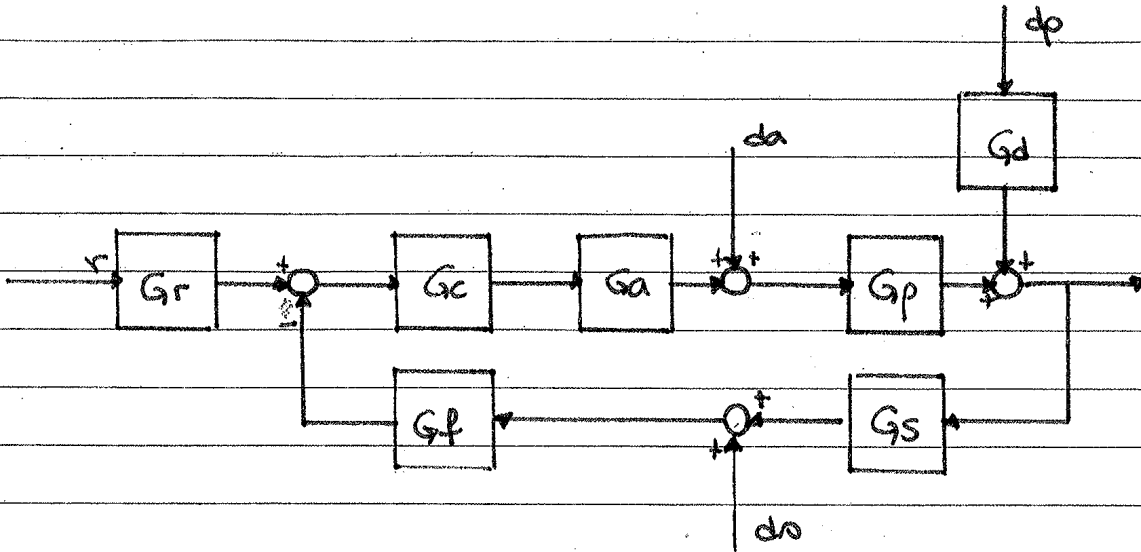 dp
Gd
da
r
Gr
+
-
Gc
Ga
+
+
Gp
+
+
Gf
+
+
Gs
ds